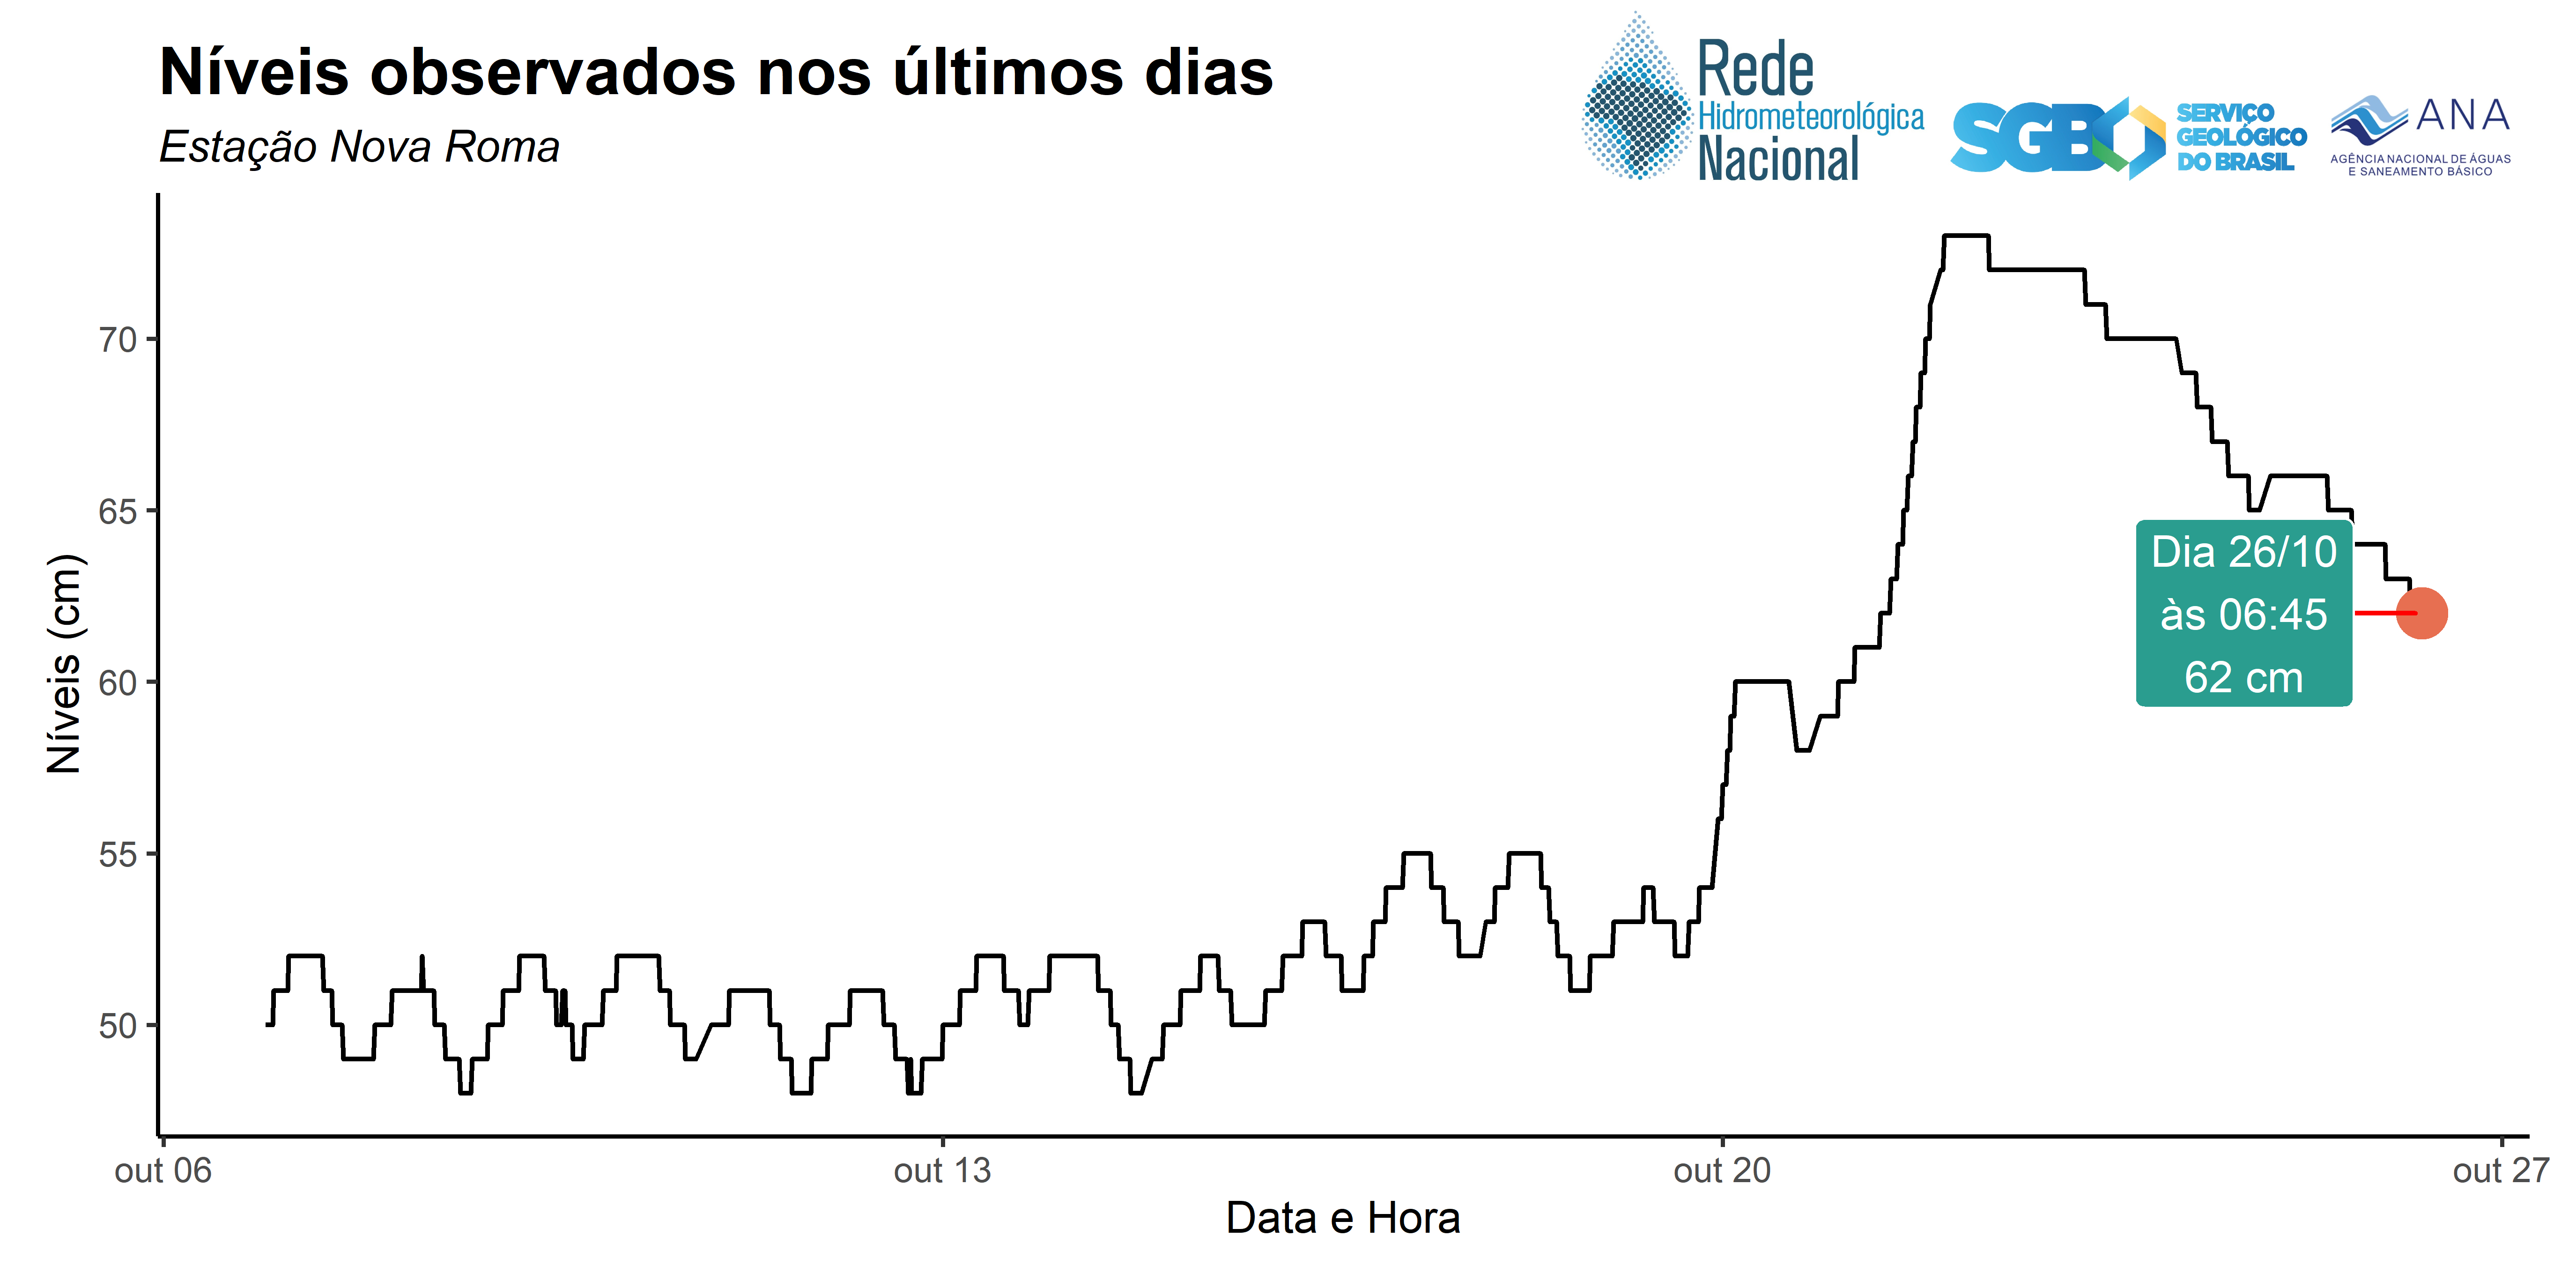 Níveis observados nos últimos dias
Estação Nova Roma
Rede
Hidrometeorológica
Nacional
SGB
SERVIÇO
GEOLÓGICO
DO BRASIL
ANA
AGÊNCIA NACIONAL DE ÁGUAS
E SANEAMENTO BÁSICO
Níveis (cm)
70
65
60
55
50
Dia 26/10
às 06:45
62 cm
out 06
out 13
out 20
out 27
Data e Hora